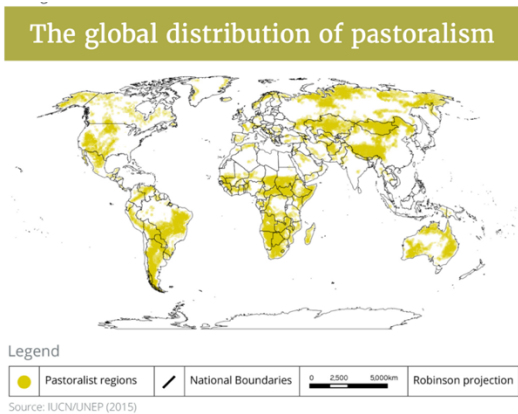 The global distribution of pastoralism
Legend
Pastoralist regions
National Boundaries
0 2,500 5,000km
Robinson projection
Source: IUCN/UNEP (2015)